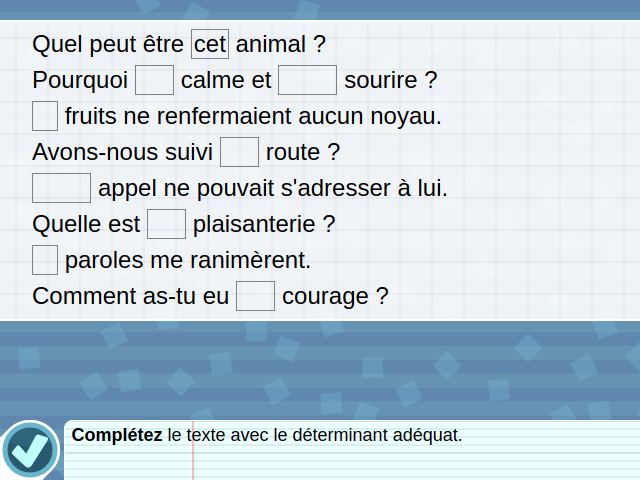 Quel peut être cet animal ?
Pourquoi calme et sourire ?
fruits ne renfermaient aucun noyau.
Avons-nous suivi route ?
appel ne pouvait s'adresser à lui.
Quelle est plaisanterie ?
paroles me ranimèrent.
Comment as-tu eu courage ?
Complétez le texte avec le déterminant adéquat.